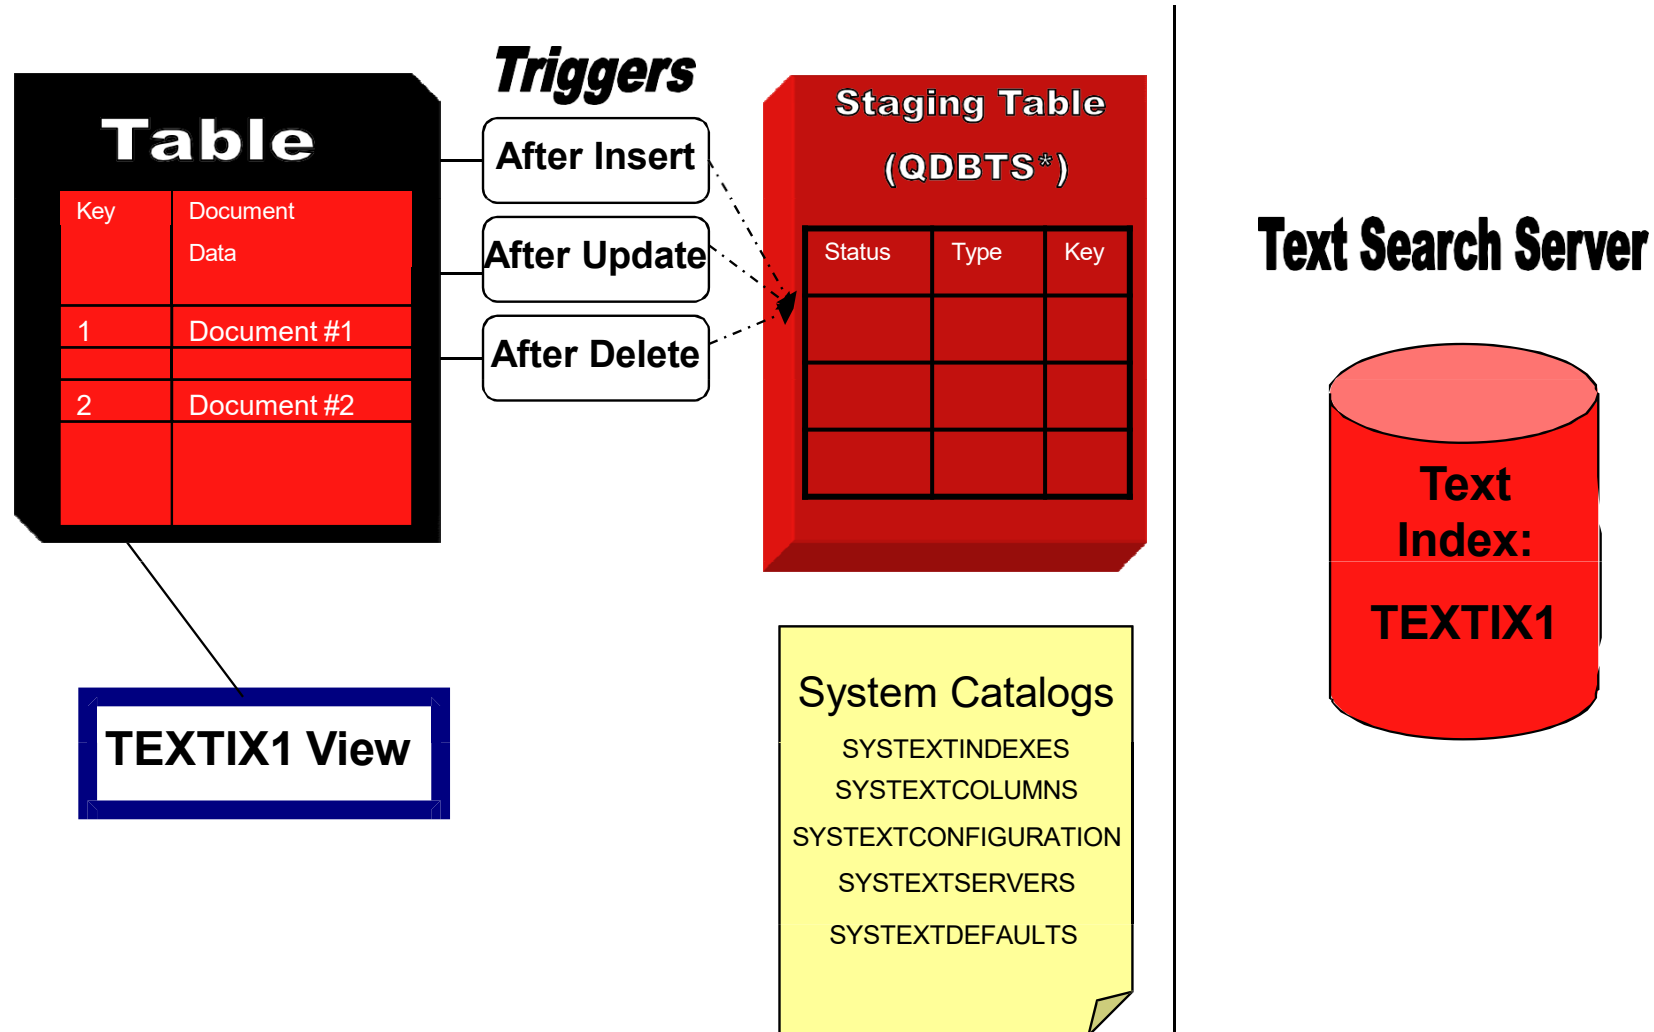 Triggers
Table
Key Document
Data
1 Document #1
2 Document #2
After Insert
After Update
After Delete
Staging Table
(QDBTS*)
Status Type Key
Text Search Server
Text
Index:
TEXTIX1
TEXTIX1 View
System Catalogs
SYSTEXTINDEXES
SYSTEXTCOLUMNS
SYSTEXTCONFIGURATION
SYSTEXTSERVERS
SYSTEXTDEFAULTS